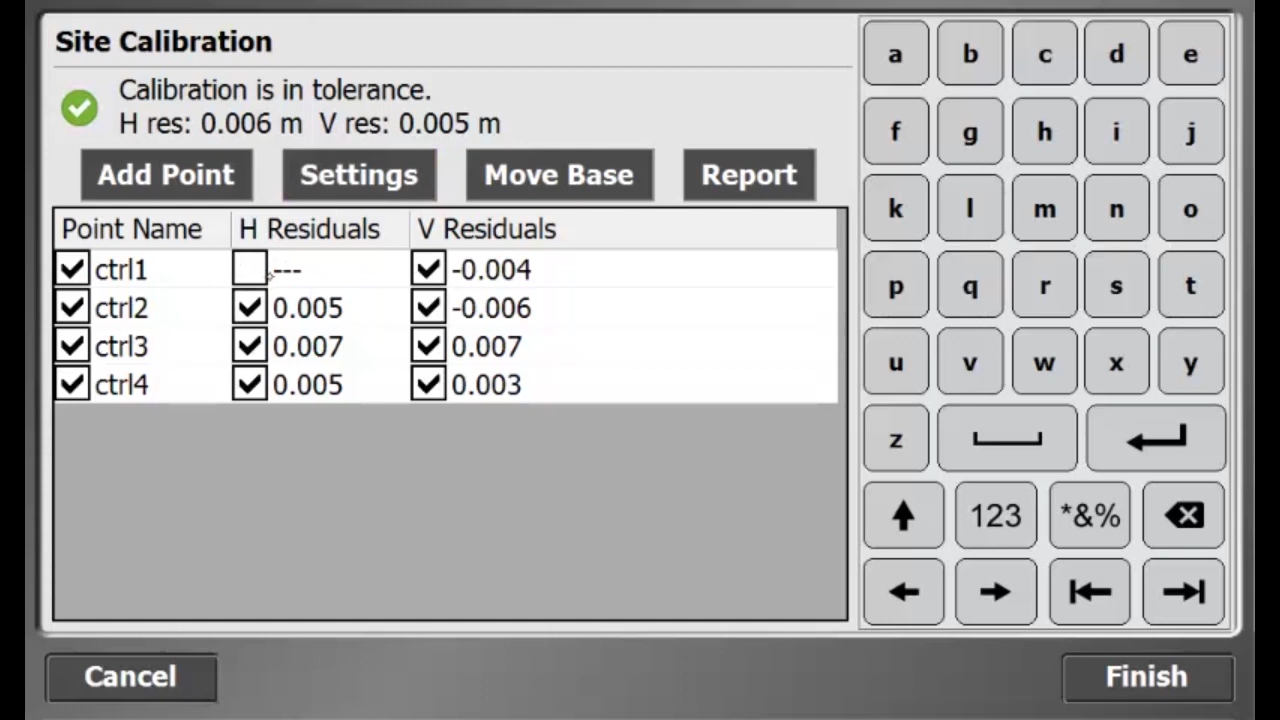 Site Calibration
Calibration is in tolerance.
H res: 0.006 m V res: 0.005 m
Add Point Settings Move Base Report
Point Name H Residuals V Residuals
ctrl1 --- -0.004
ctrl2 0.005 -0.006
ctrl3 0.007 0.007
ctrl4 0.005 0.003
a b c d e
f g h i j
k l m n o
p q r s t
u v w x y
z
123 *&%
Cancel Finish